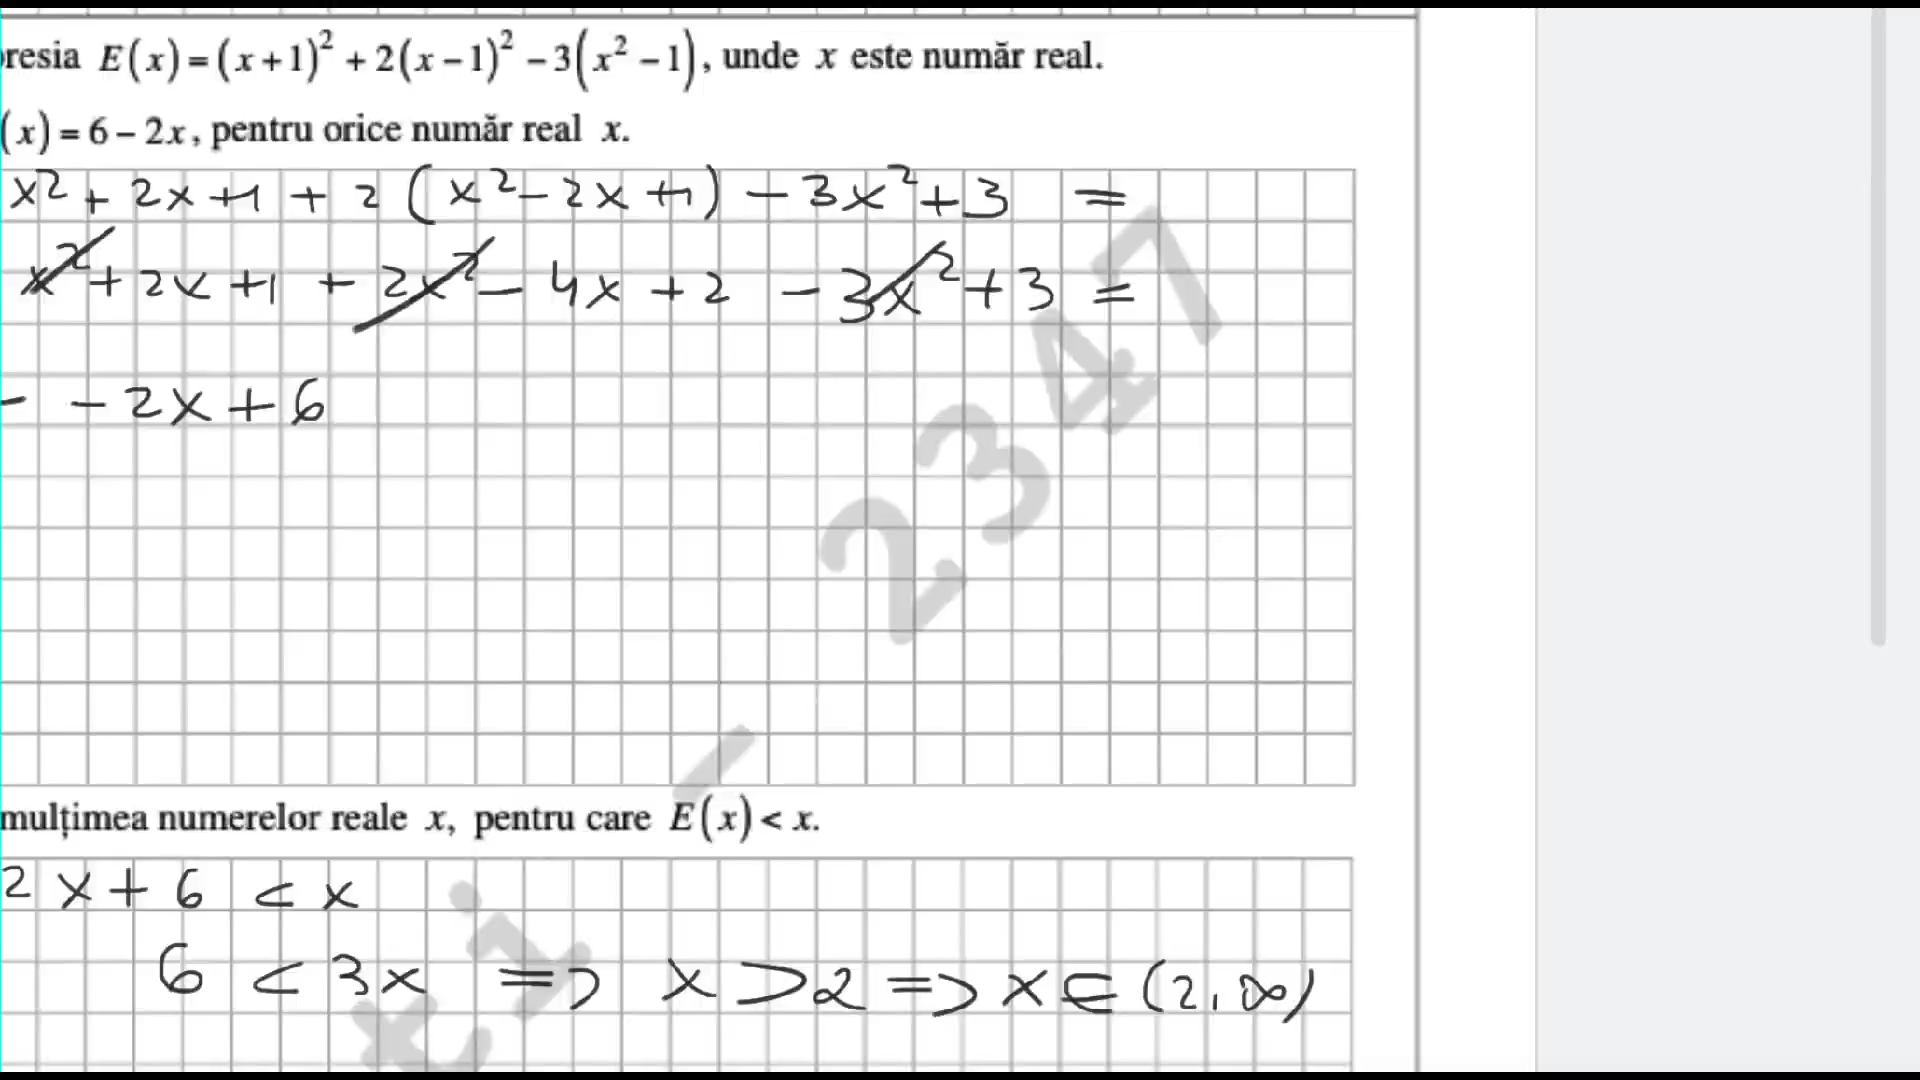 resia E(x)=(x+1)²+2(x−1)²−3(x²−1), unde x este număr real.
(x)=6−2x, pentru orice număr real x.
x²+2x+1+2(x²−2x+1)−3x²+3 =
x²+2x+1+2x²−4x+2−3x²+3 =
− −2x+6
2347
mulțimea numerelor reale x, pentru care E(x)<x.
2x+6 < x
6 < 3x => x>2 => x∈(2,∞)